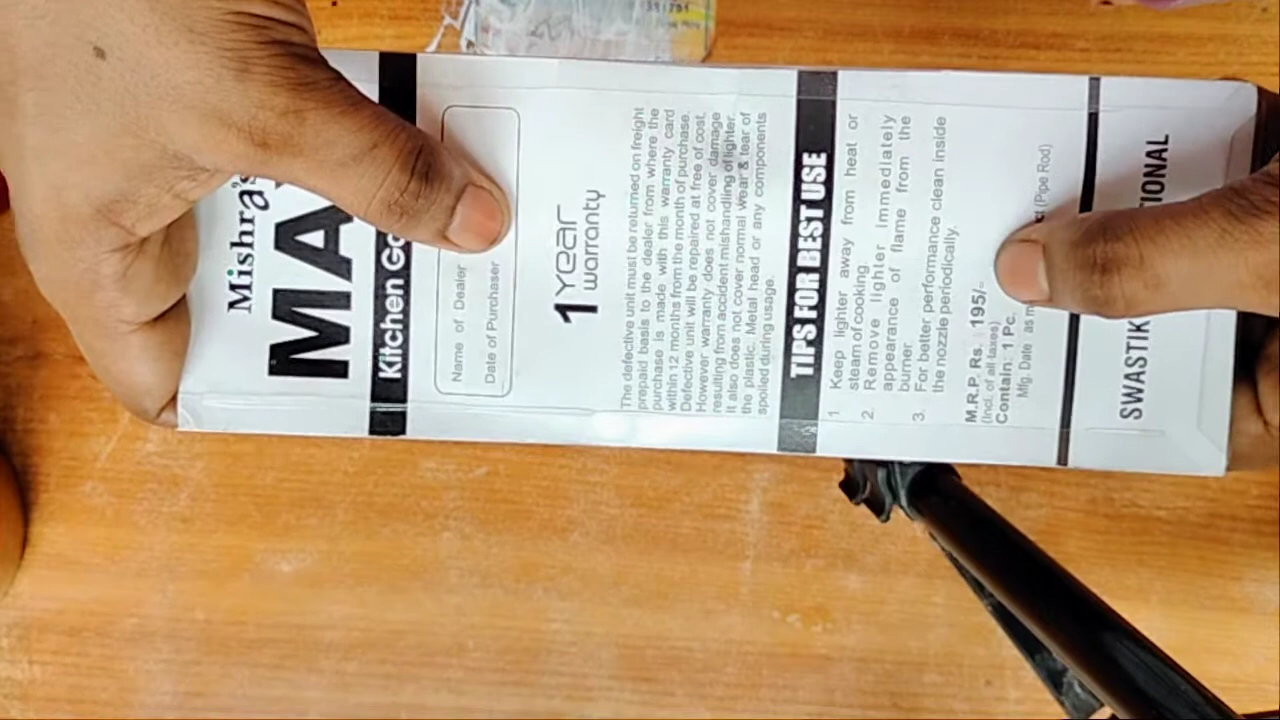 Mishra's
MA
Kitchen Go
Name of Dealer
Date of Purchaser
1 Year
warranty
The defective unit must be returned on freight
prepaid basis to the dealer from where the
purchase is made with this warranty card
within 12 months from the month of purchase.
Defective unit will be repaired at free of cost.
However warranty does not cover damage
resulting from accident mishandling of lighter.
It also does not cover normal wear & tear of
the plastic. Metal head or any components
spoiled during usage.
TIPS FOR BEST USE
1 Keep lighter away from heat or
steam of cooking
2. Remove lighter immediately
appearance of flame from the
burner
3. For better performance clean inside
the nozzle periodically.
M.R.P. Rs. 195/-
(Incl. of all taxes)
Contain: 1 Pc.
Mfg. Date as m (Pipe Rod)
SWASTIK TIONAL